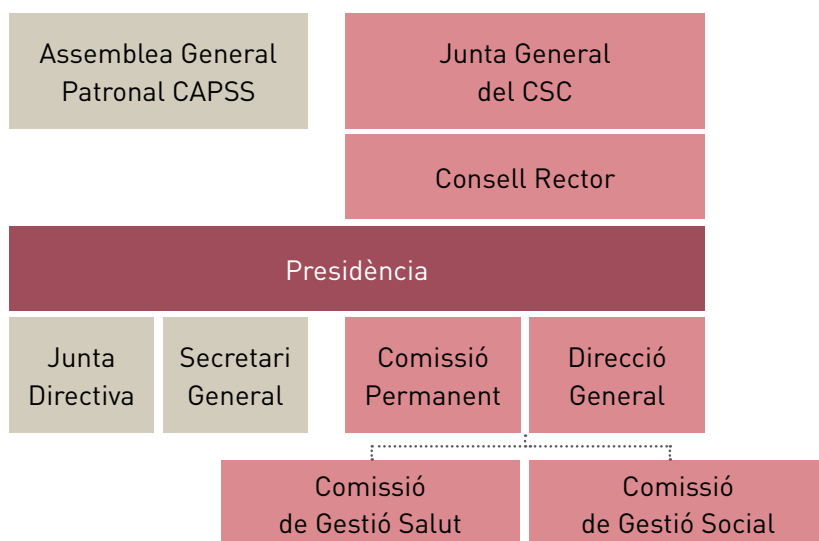 Assemblea General
Patronal CAPSS
Junta General
del CSC
Consell Rector
Presidència
Junta
Directiva
Secretari
General
Comissió
Permanent
Direcció
General
Comissió
de Gestió Salut
Comissió
de Gestió Social